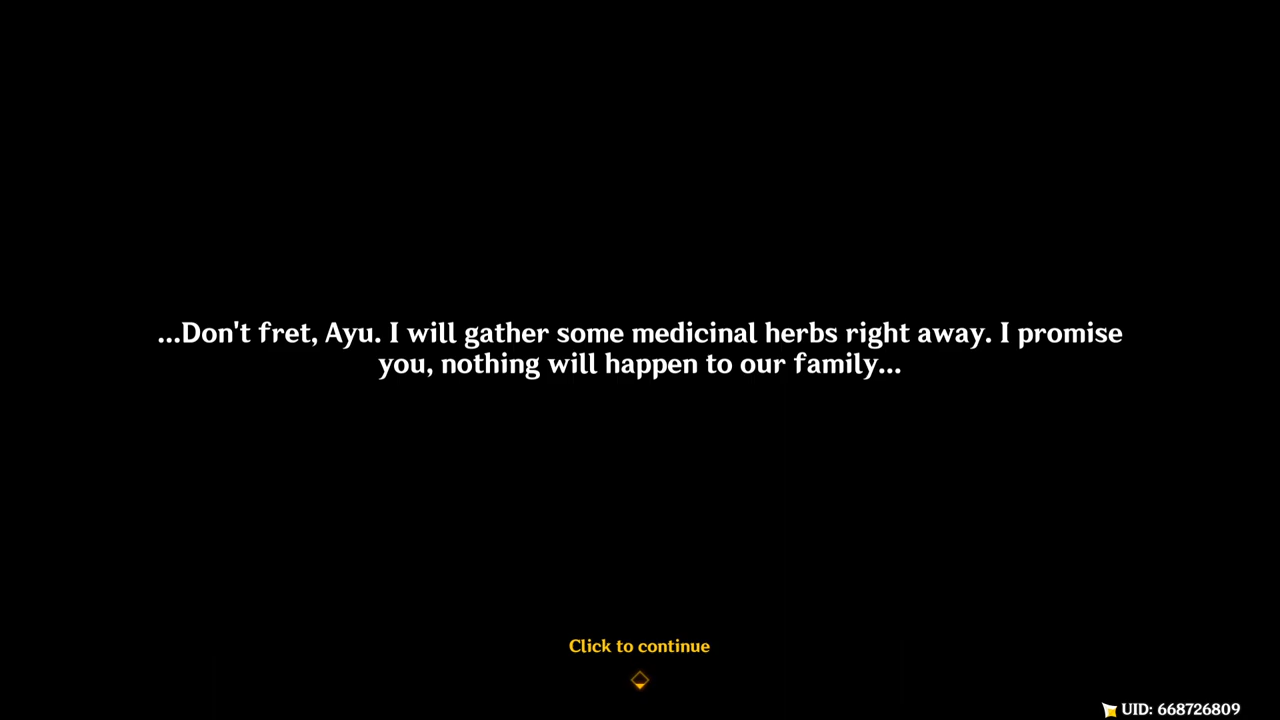 ...Don't fret, Ayu. I will gather some medicinal herbs right away. I promise
you, nothing will happen to our family...
Click to continue
UID: 668726809